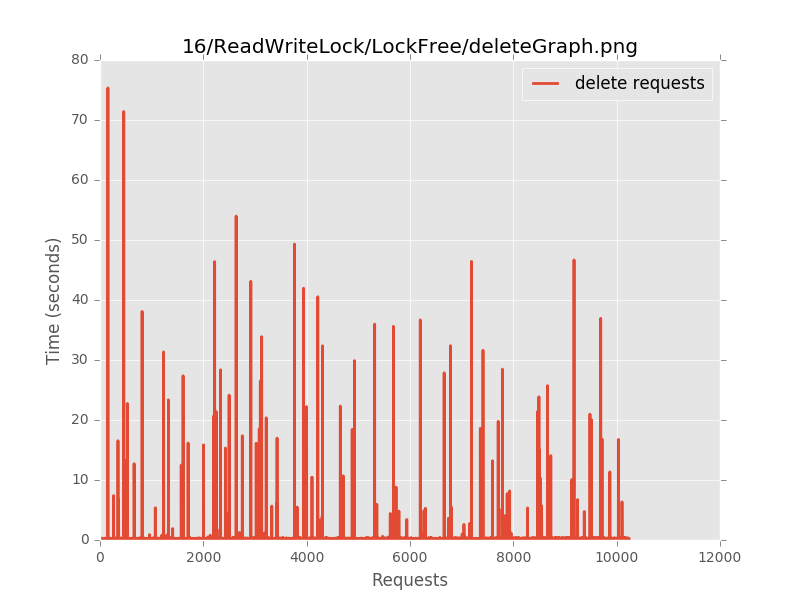 16/ReadWriteLock/LockFree/deleteGraph.png
delete requests
80
70
60
50
40
30
20
10
0
Time (seconds)
0 2000 4000 6000 8000 10000 12000
Requests